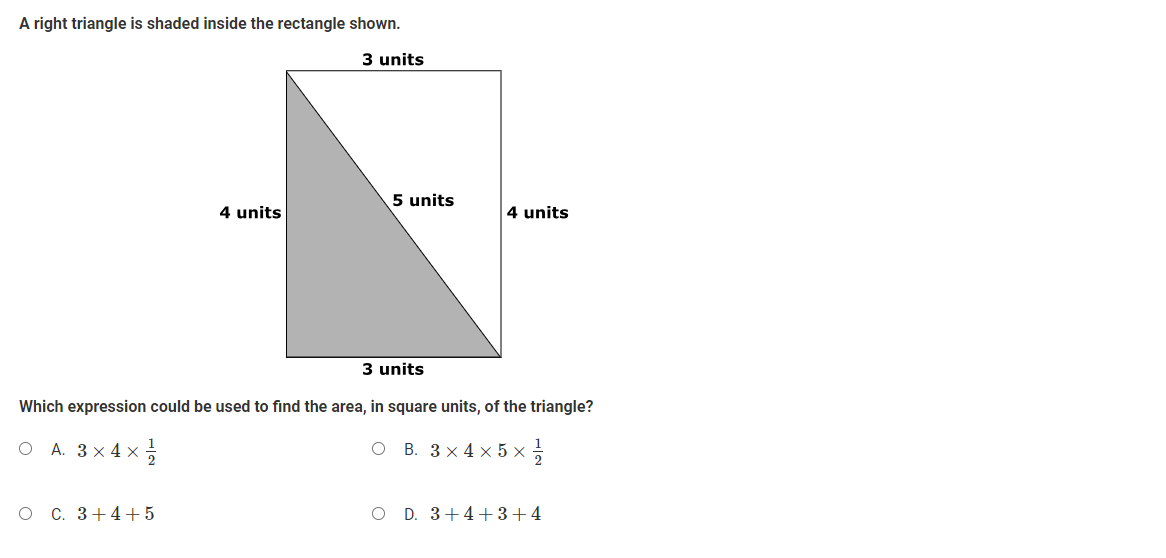 A right triangle is shaded inside the rectangle shown.
3 units
5 units
4 units
4 units
3 units
Which expression could be used to find the area, in square units, of the triangle?
A. 3 × 4 × 1/2
B. 3 × 4 × 5 × 1/2
C. 3 + 4 + 5
D. 3 + 4 + 3 + 4